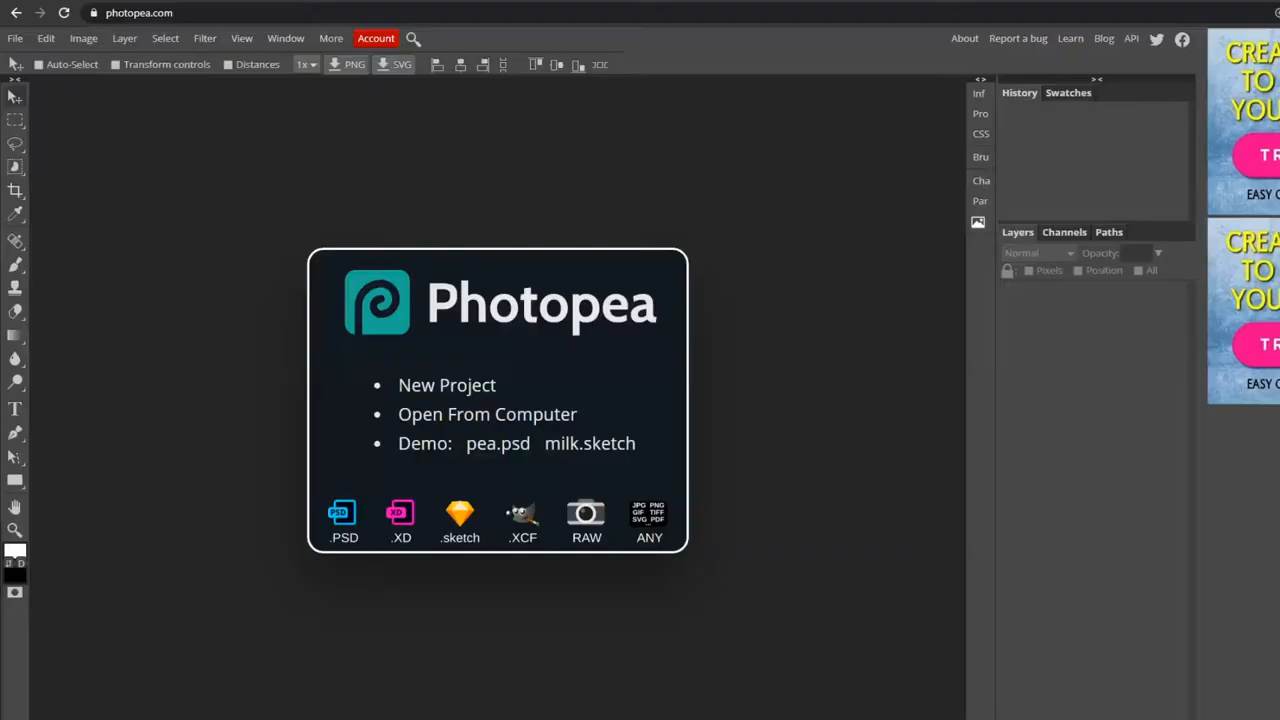 photopea.com
File Edit Image Layer Select Filter View Window More Account About Report a bug Learn Blog API
Auto-Select Transform controls Distances 1x PNG SVG
Inf
Pro
CSS
Bru
Cha
Par
History Swatches
Layers Channels Paths
Normal Opacity:
Pixels Position All
Photopea
New Project
Open From Computer
Demo: pea.psd milk.sketch
PSD XD JPG PNG
GIF TIFF
SVG PDF
.PSD .XD .sketch .XCF RAW ANY
T
D
CREA
TO
YOU
TR
EASY C
CREA
TO
YOU
TR
EASY C